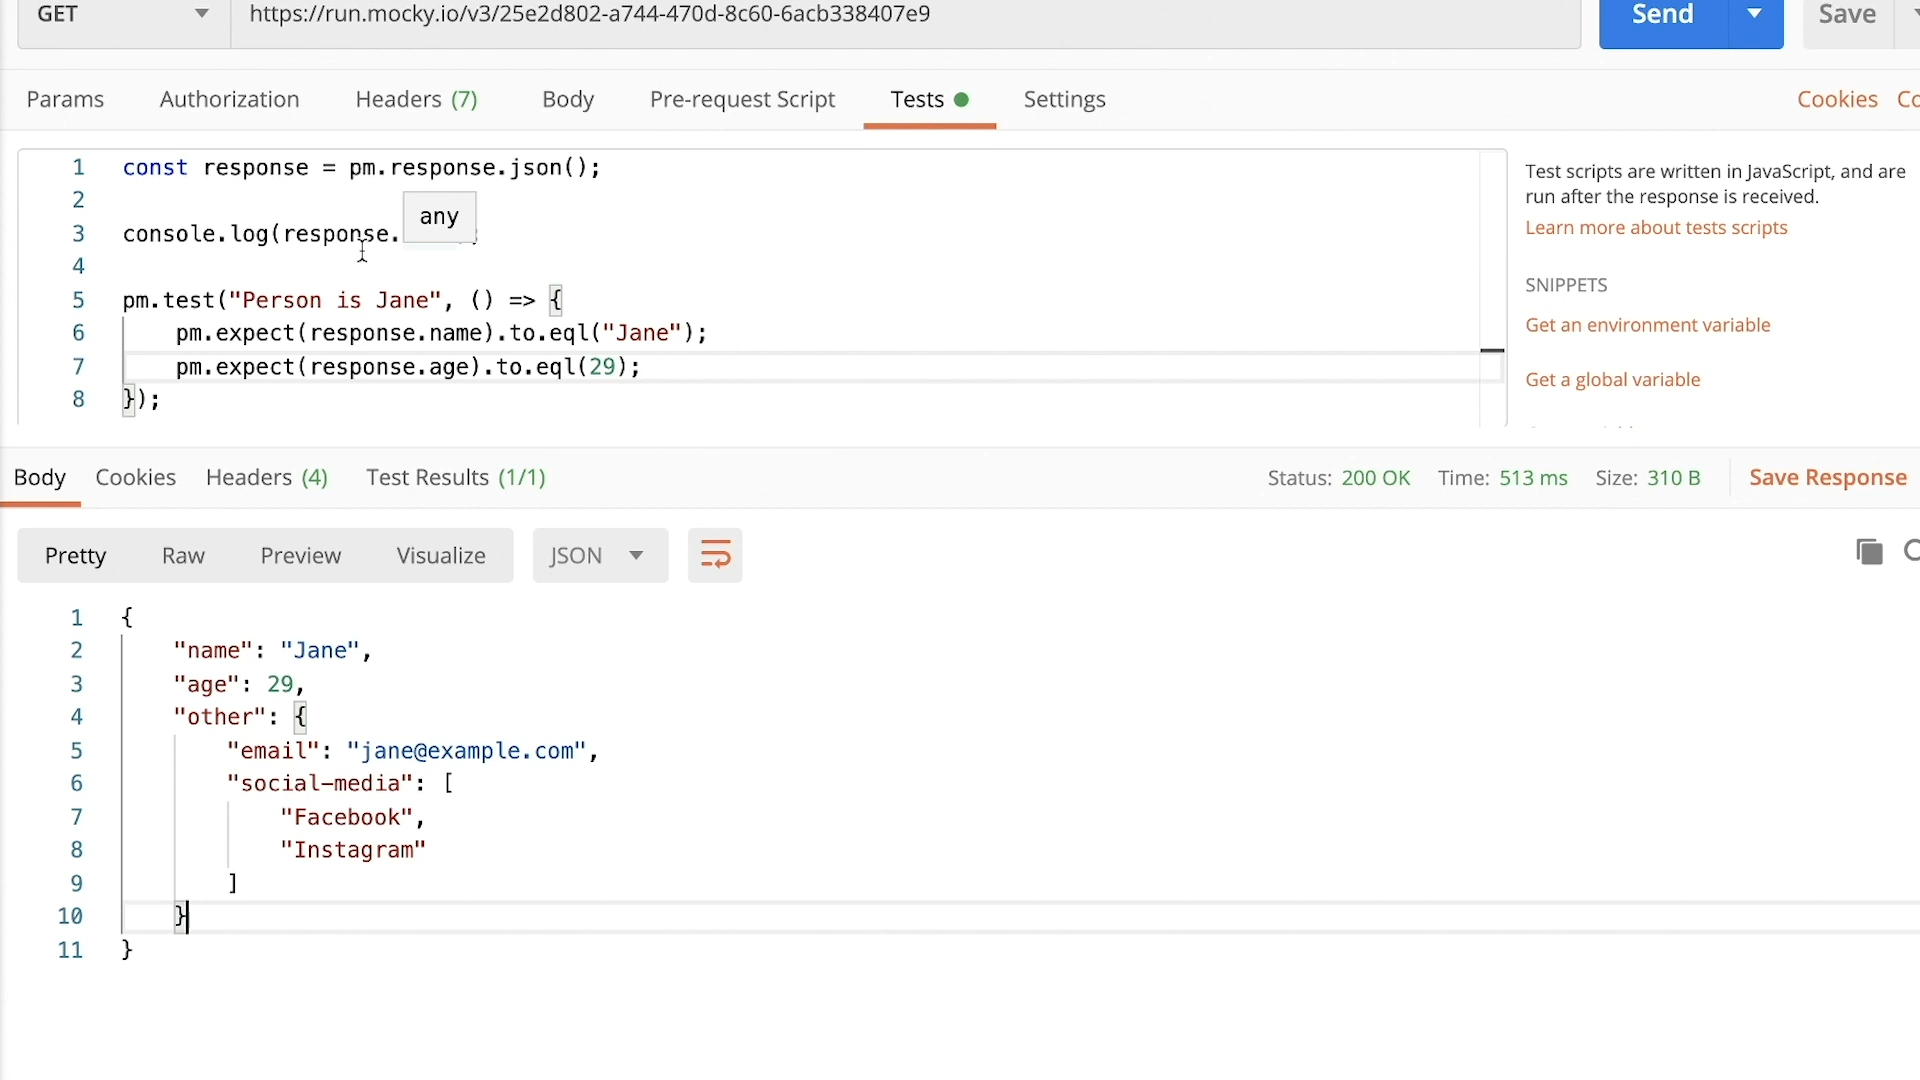 GET https://run.mocky.io/v3/25e2d802-a744-470d-8c60-6acb338407e9 Send Save
Params Authorization Headers (7) Body Pre-request Script Tests Settings Cookies
1 const response = pm.response.json();
2
any
3 console.log(response.
4
5 pm.test("Person is Jane", () => {
6 pm.expect(response.name).to.eql("Jane");
7 pm.expect(response.age).to.eql(29);
8 });
Test scripts are written in JavaScript, and are
run after the response is received.
Learn more about tests scripts
SNIPPETS
Get an environment variable
Get a global variable
Body Cookies Headers (4) Test Results (1/1) Status: 200 OK Time: 513 ms Size: 310 B Save Response
Pretty Raw Preview Visualize JSON
1 {
2 "name": "Jane",
3 "age": 29,
4 "other": {
5 "email": "jane@example.com",
6 "social-media": [
7 "Facebook",
8 "Instagram"
9 ]
10 }
11 }